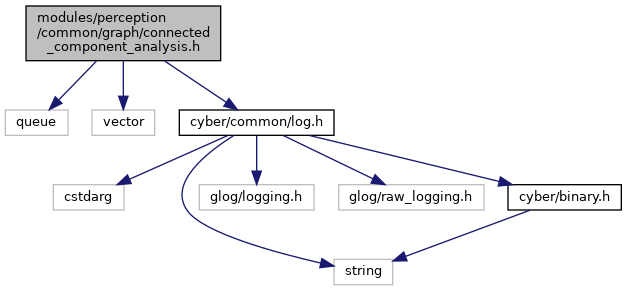 modules/perception
/common/graph/connected
_component_analysis.h
queue
vector
cyber/common/log.h
cstdarg
glog/logging.h
glog/raw_logging.h
cyber/binary.h
string